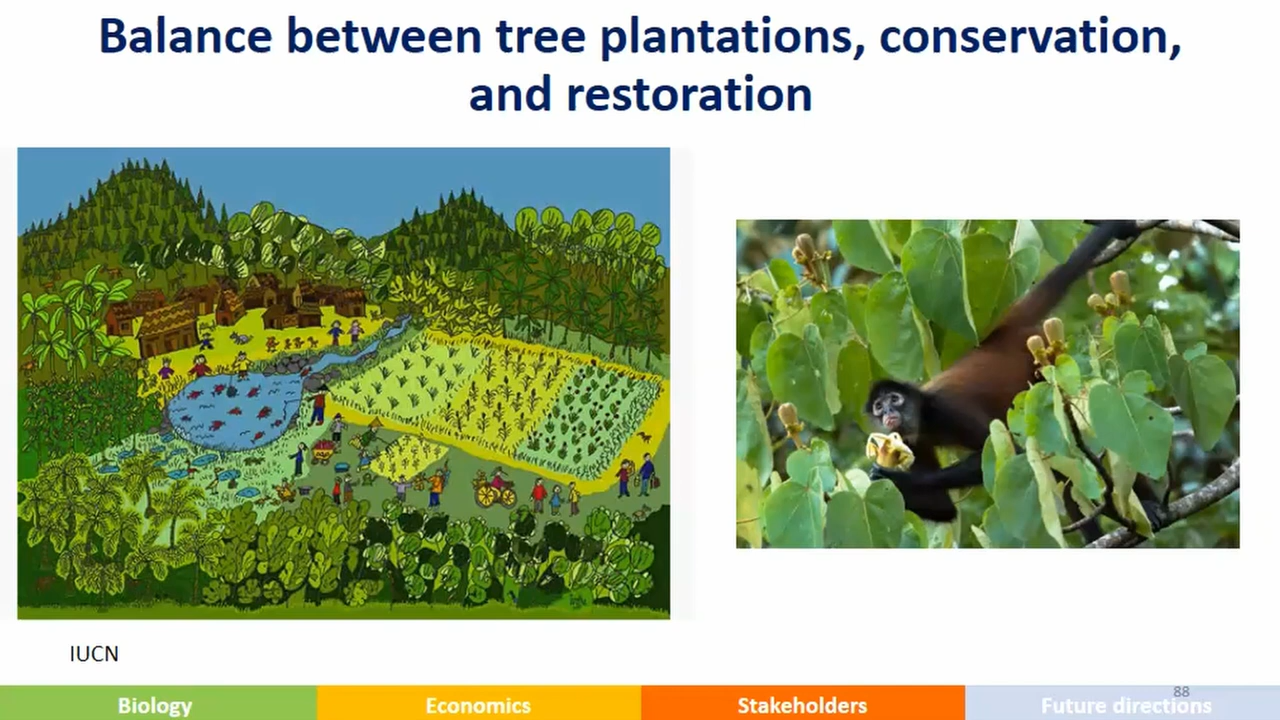 Balance between tree plantations, conservation,
and restoration
IUCN
88
Biology
Economics
Stakeholders
Future directions